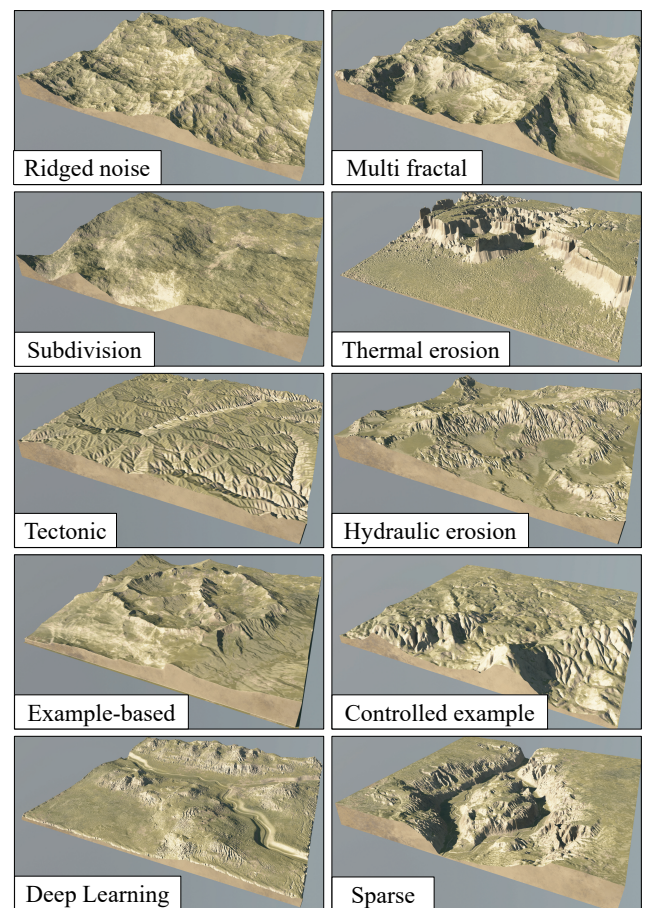 Ridged noise
Multi fractal
Subdivision
Thermal erosion
Tectonic
Hydraulic erosion
Example-based
Controlled example
Deep Learning
Sparse